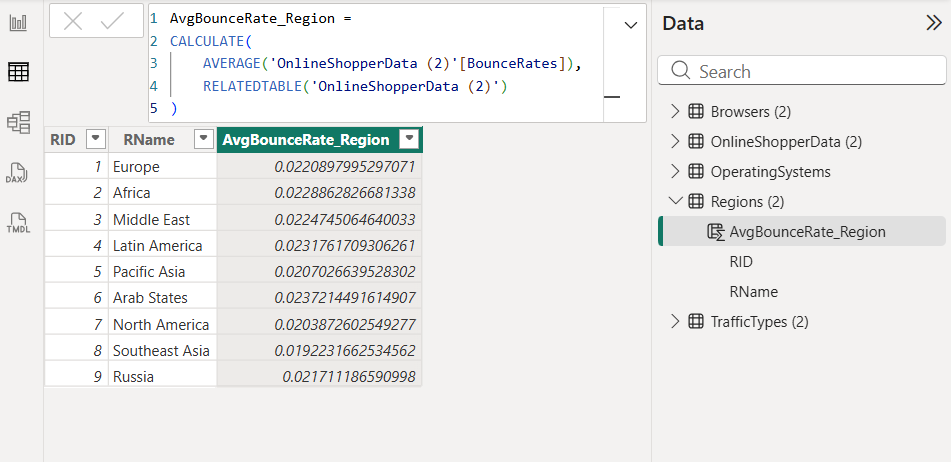 1 AvgBounceRate_Region =
2 CALCULATE(
3 AVERAGE('OnlineShopperData (2)'[BounceRates]),
4 RELATEDTABLE('OnlineShopperData (2)')
5 )
RID RName AvgBounceRate_Region
1 Europe 0.0220897995297071
2 Africa 0.0228862826681338
3 Middle East 0.0224745064640033
4 Latin America 0.0231761709306261
5 Pacific Asia 0.0207026639528302
6 Arab States 0.0237214491614907
7 North America 0.0203872602549277
8 Southeast Asia 0.0192231662534562
9 Russia 0.021711186590998
DAX
TMDL
Data
Search
Browsers (2)
OnlineShopperData (2)
OperatingSystems
Regions (2)
AvgBounceRate_Region
RID
RName
TrafficTypes (2)